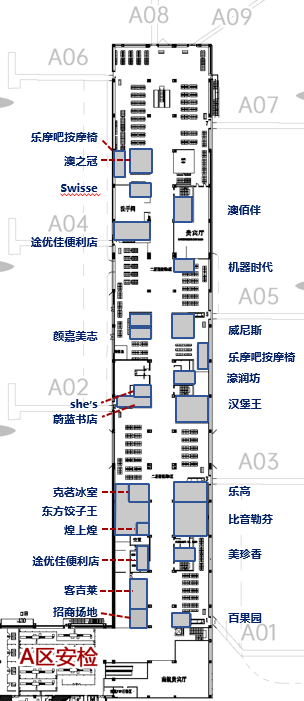 A08
A09
A06
A07
乐摩吧按摩椅
澳之冠
Swisse
澳佰伴
贵宾厅
A04
途优佳便利店
机器时代
A05
颜嘉美志
威尼斯
乐摩吧按摩椅
濠润坊
A02
she's
汉堡王
蔚蓝书店
A03
克茗冰室
乐高
东方饺子王
比音勒芬
煌上煌
途优佳便利店
美珍香
客吉莱
招商场地
百果园
A01
A区安检